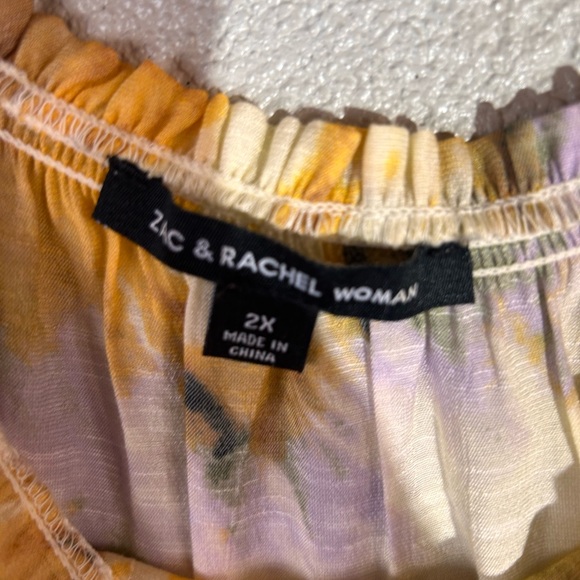 ZAC & RACHEL WOMAN
2X
MADE IN
CHINA